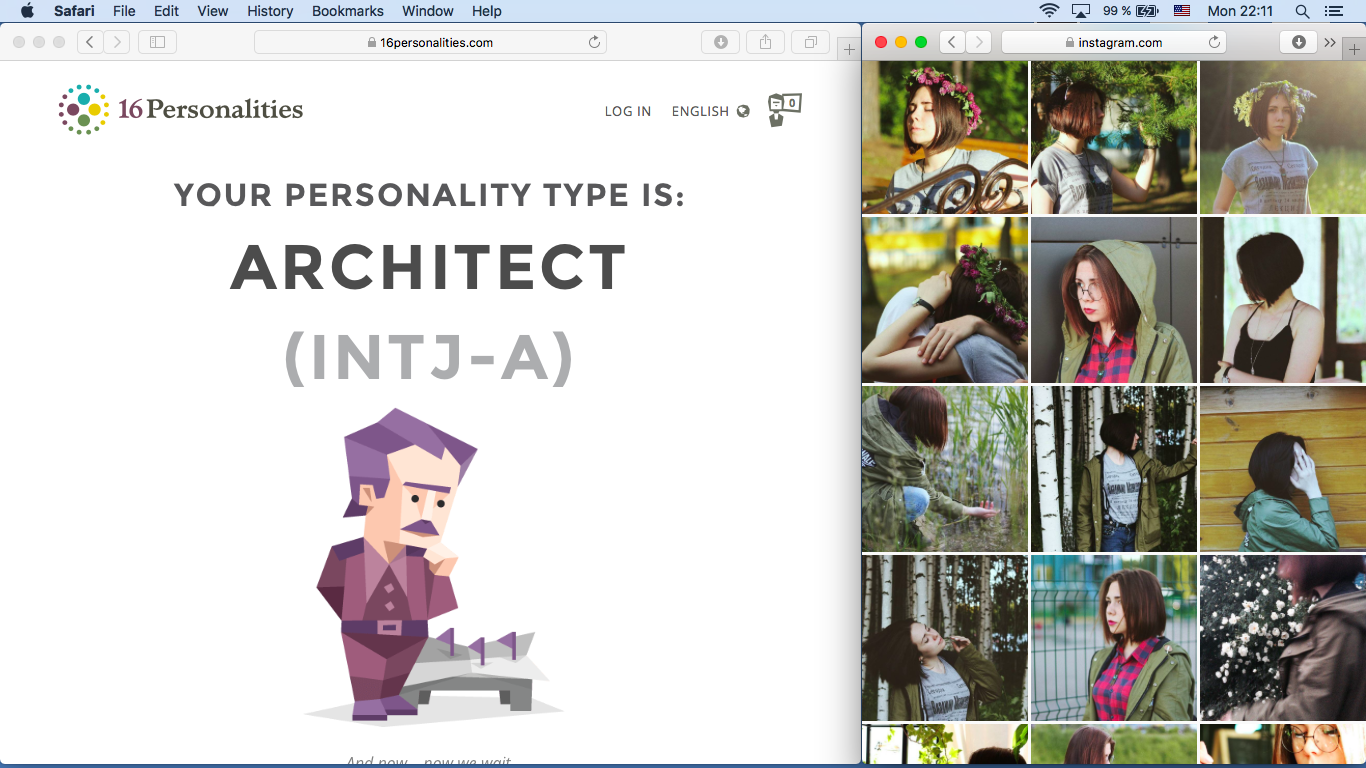 Safari File Edit View History Bookmarks Window Help 99 % Mon 22:11
16personalities.com
instagram.com
16Personalities
LOG IN ENGLISH 0
YOUR PERSONALITY TYPE IS:
ARCHITECT
(INTJ-A)
And now... now we wait.